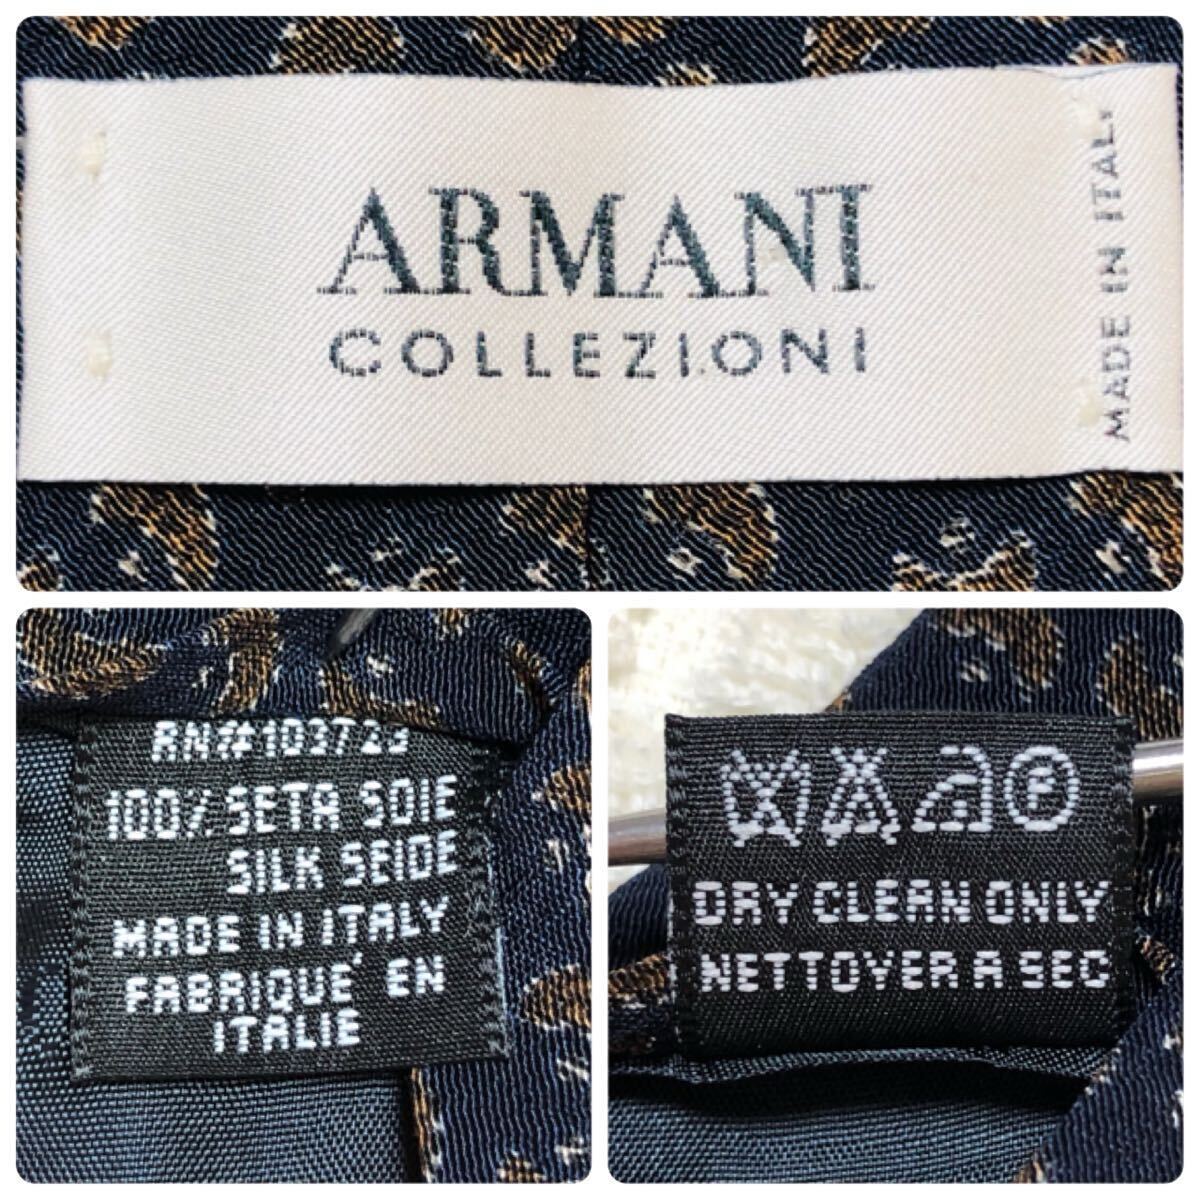 ARMANI
COLLEZIONI
MADE IN ITALY
RN#103723
100% SETA SOIE
SILK SEIDE
MADE IN ITALY
FABRIQUÉ EN
ITALIE
P
DRY CLEAN ONLY
NETTOYER A SEC